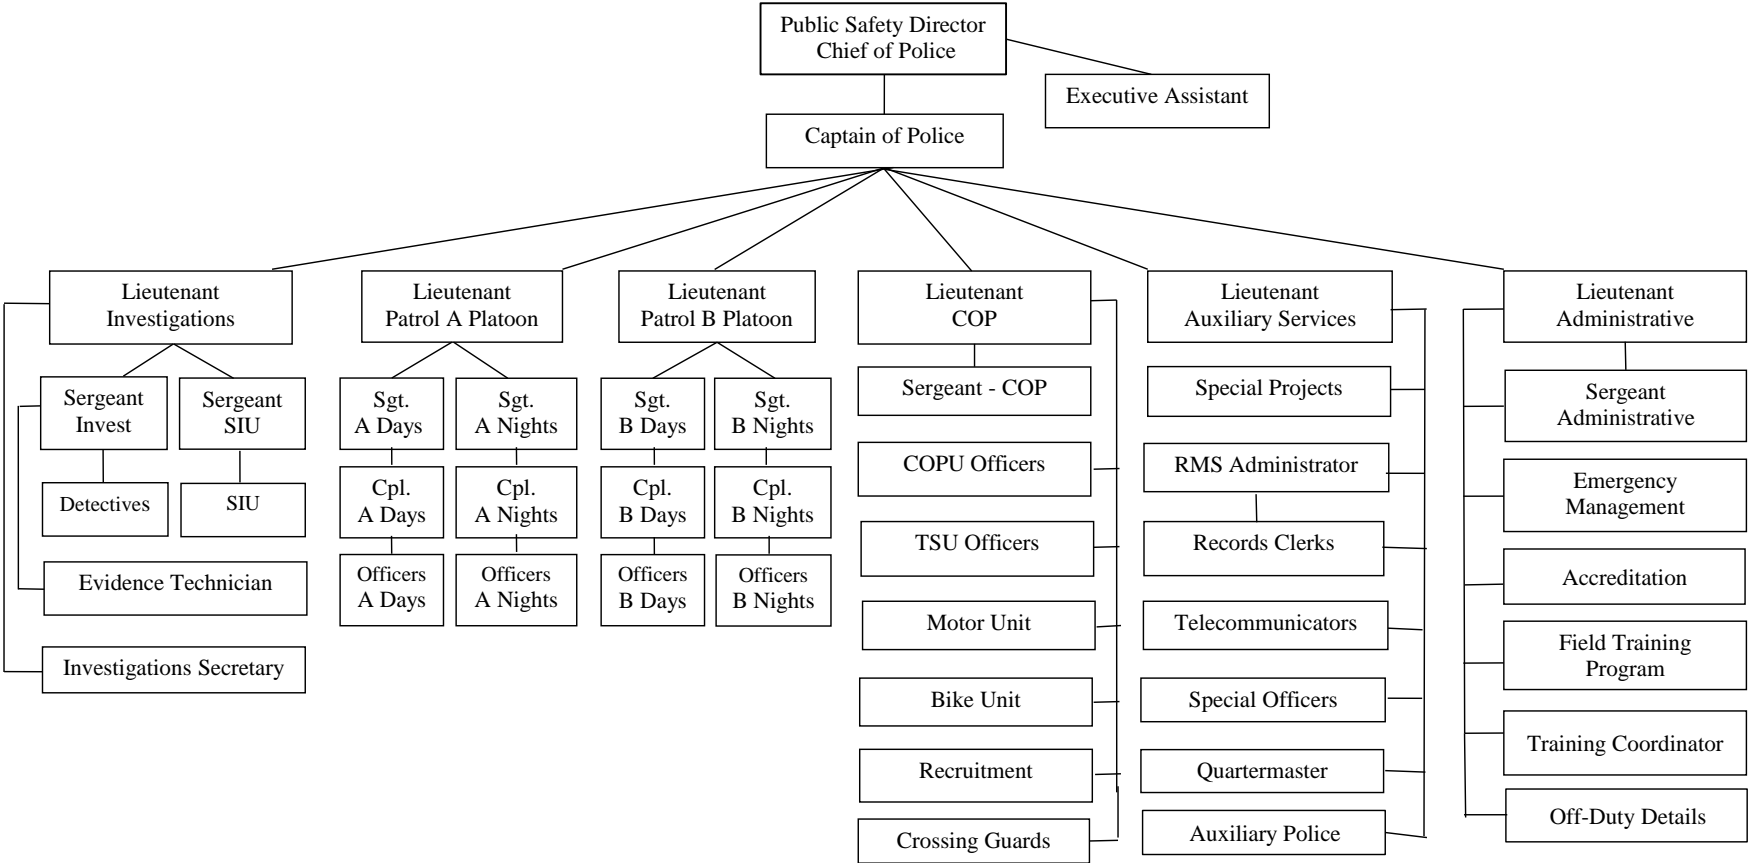 Public Safety Director
Chief of Police
Executive Assistant
Captain of Police
Lieutenant
Investigations
Lieutenant
Patrol A Platoon
Lieutenant
Patrol B Platoon
Lieutenant
COP
Lieutenant
Auxiliary Services
Lieutenant
Administrative
Sergeant
Invest
Sergeant
SIU
Sgt.
A Days
Sgt.
A Nights
Sgt.
B Days
Sgt.
B Nights
Sergeant - COP
Special Projects
Sergeant
Administrative
Detectives
SIU
Cpl.
A Days
Cpl.
A Nights
Cpl.
B Days
Cpl.
B Nights
COPU Officers
RMS Administrator
Emergency
Management
Evidence Technician
Officers
A Days
Officers
A Nights
Officers
B Days
Officers
B Nights
TSU Officers
Records Clerks
Accreditation
Investigations Secretary
Motor Unit
Telecommunicators
Field Training
Program
Bike Unit
Special Officers
Training Coordinator
Recruitment
Quartermaster
Off-Duty Details
Crossing Guards
Auxiliary Police